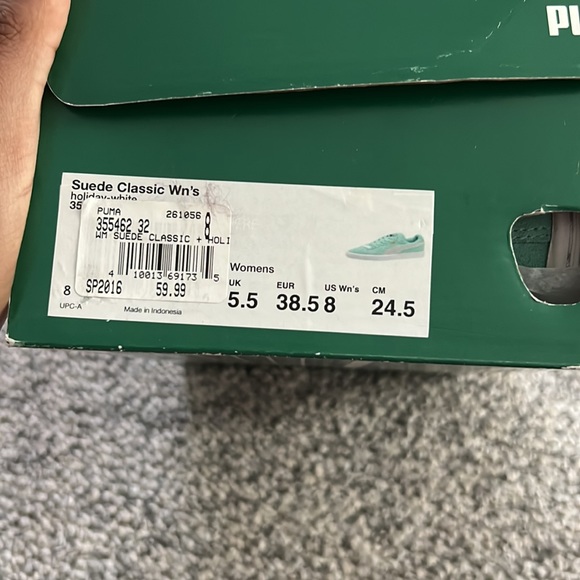 PU
Suede Classic Wn's
holiday-white
35
PUMA 261056 8
355462 32
WM SUEDE CLASSIC + HOLI
4 10013 69173 5
SP2016 59.99
8
UPC-A
Made in Indonesia
Womens
UK EUR US Wn's CM
5.5 38.5 8 24.5